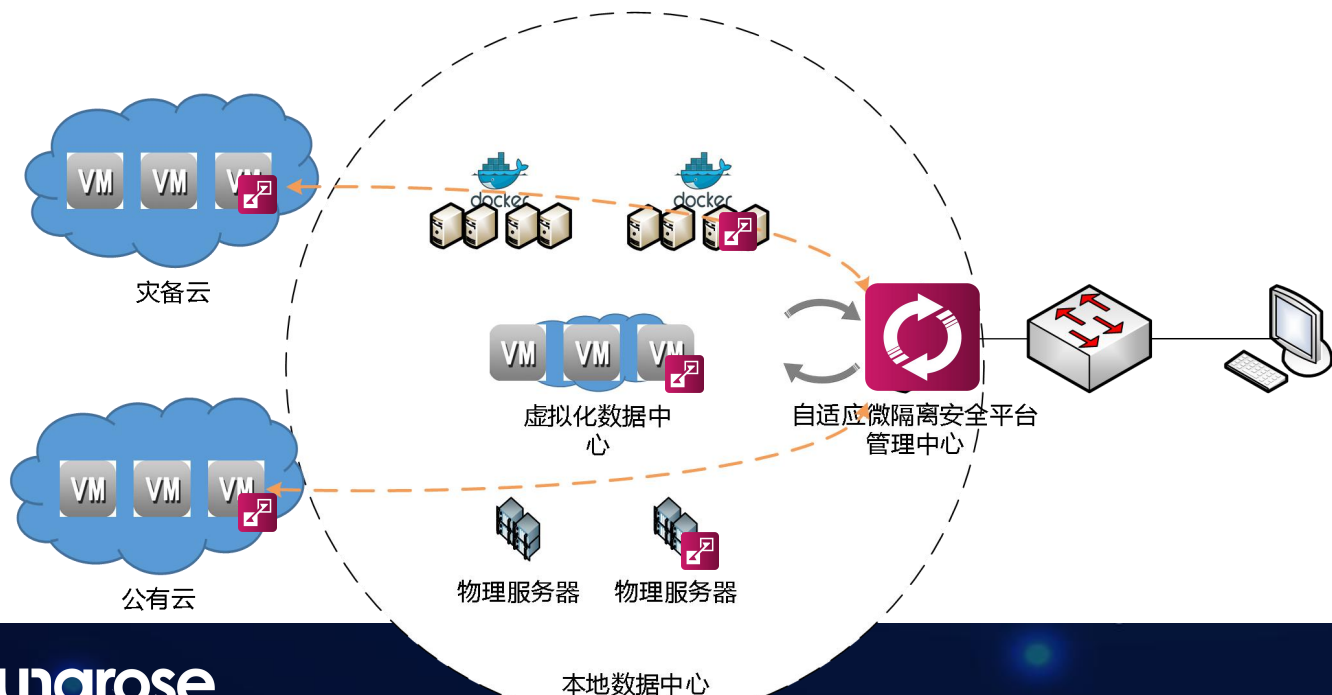 VM VM VM
灾备云
docker docker
VM VM VM
虚拟化数据中
心
自适应微隔离安全平台
管理中心
VM VM VM
公有云
物理服务器 物理服务器
本地数据中心